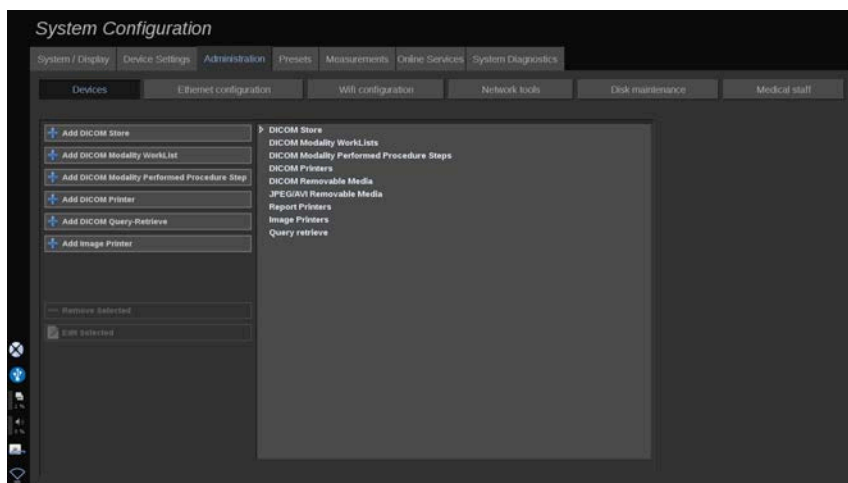 System Configuration
System / Display Device Settings Administration Presets Measurements Online Services System Diagnostics
Devices Ethernet configuration Wifi configuration Network tools Disk maintenance Medical staff
Add DICOM Store
Add DICOM Modality WorkList
Add DICOM Modality Performed Procedure Step
Add DICOM Printer
Add DICOM Query-Retrieve
Add Image Printer
Remove Selected
Edit Selected
DICOM Store
DICOM Modality WorkLists
DICOM Modality Performed Procedure Steps
DICOM Printers
DICOM Removable Media
JPEG/AVI Removable Media
Report Printers
Image Printers
Query retrieve